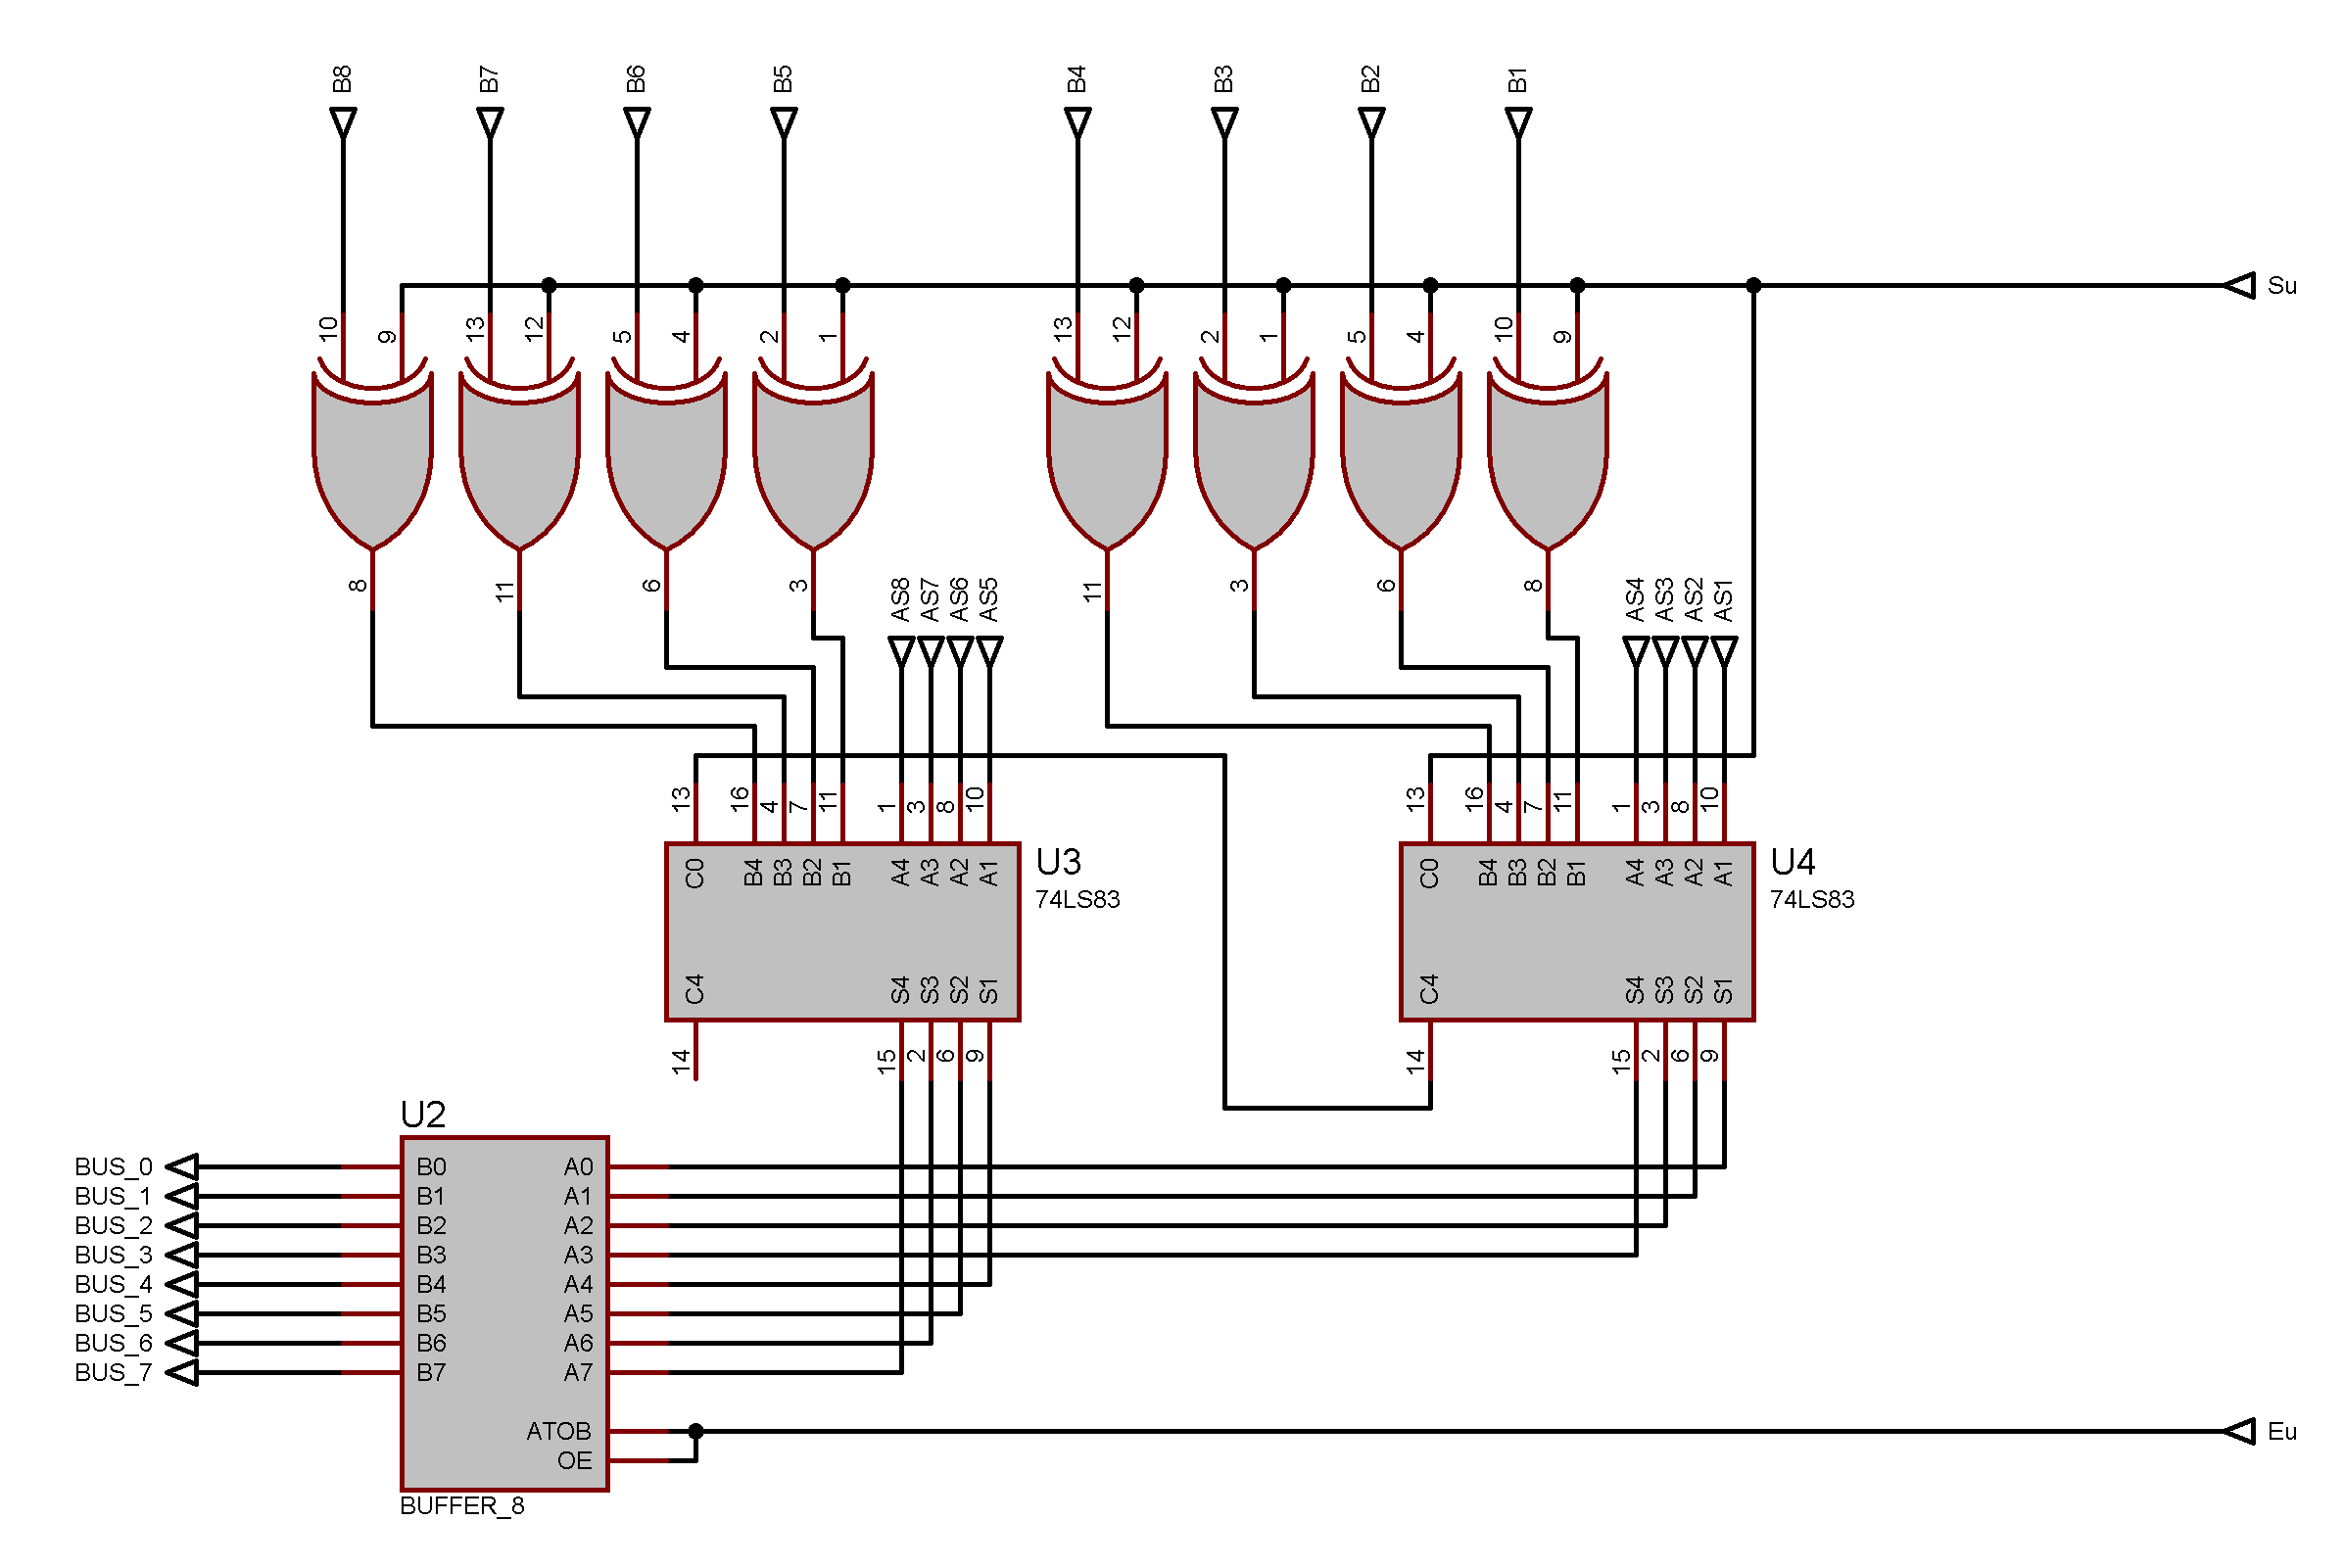 B8 B7 B6 B5 B4 B3 B2 B1
Su
10 9 13 12 5 4 2 1 13 12 2 1 5 4 10 9
8 11 6 3 11 3 6 8
AS8 AS7 AS6 AS5 AS4 AS3 AS2 AS1
13 16 4 7 11 1 3 8 10 13 16 4 7 11 1 3 8 10
C0 B4 B3 B2 B1 A4 A3 A2 A1 U3 C0 B4 B3 B2 B1 A4 A3 A2 A1 U4
74LS83 74LS83
C4 S4 S3 S2 S1 C4 S4 S3 S2 S1
14 15 2 6 9 14 15 2 6 9
U2
BUS_0 B0 A0
BUS_1 B1 A1
BUS_2 B2 A2
BUS_3 B3 A3
BUS_4 B4 A4
BUS_5 B5 A5
BUS_6 B6 A6
BUS_7 B7 A7
ATOB Eu
OE
BUFFER_8